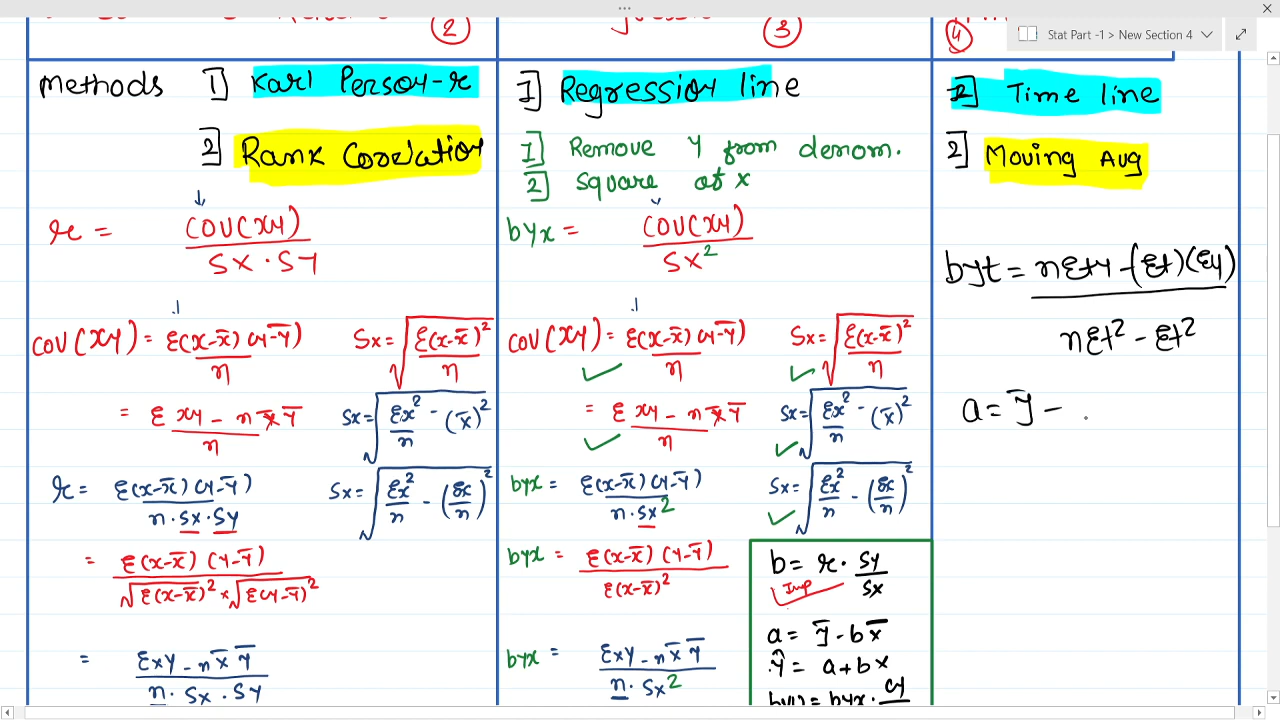 ②
③
④
Stat Part -1 > New Section 4
Methods 1] Karl Person-r
2] Rank Correlation
r = COV(xy) / Sx · Sy
COV(xy) = Σ(x-x̄)(y-ȳ) / n
Sx = √(Σ(x-x̄)² / n)
= Σxy - n x̄ ȳ / n
Sx = √(Σx²/n - (x̄)²)
r = Σ(x-x̄)(y-ȳ) / n · Sx · Sy
Sx = √(Σx²/n - (Σx/n)²)
= Σ(x-x̄)(y-ȳ) / √Σ(x-x̄)² × √Σ(y-ȳ)²
= Σxy - n x̄ ȳ / n · Sx · Sy
1] Regression line
1] Remove y from denom.
2] Square at x
byx = COV(xy) / Sx²
COV(xy) = Σ(x-x̄)(y-ȳ) / n
Sx = √(Σ(x-x̄)² / n)
= Σxy - n x̄ ȳ / n
Sx = √(Σx²/n - (x̄)²)
byx = Σ(x-x̄)(y-ȳ) / n · Sx²
Sx = √(Σx²/n - (Σx/n)²)
byx = Σ(x-x̄)(y-ȳ) / Σ(x-x̄)²
byx = Σxy - n x̄ ȳ / n · Sx²
b = r · Sy / Sx
Imp
a = ȳ - b x̄
ŷ = a + bx
1] Time line
2] Moving Avg
byt = nΣty - (Σt)(Σy) / nΣt² - Σt²
a = ȳ -